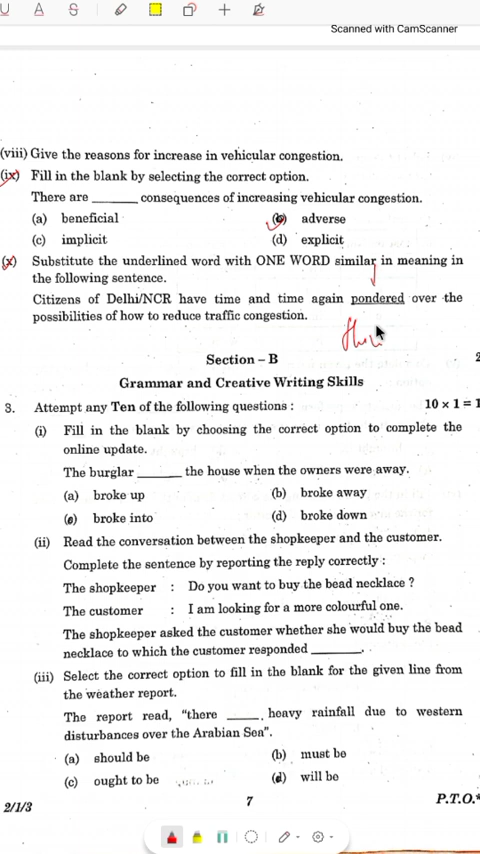 Scanned with CamScanner
(viii) Give the reasons for increase in vehicular congestion.
(ix) Fill in the blank by selecting the correct option.
There are ______ consequences of increasing vehicular congestion.
(a) beneficial (b) adverse
(c) implicit (d) explicit
(x) Substitute the underlined word with ONE WORD similar in meaning in
the following sentence.
Citizens of Delhi/NCR have time and time again pondered over the
possibilities of how to reduce traffic congestion.
Section – B
Grammar and Creative Writing Skills
3. Attempt any Ten of the following questions : 10 × 1 = 1
(i) Fill in the blank by choosing the correct option to complete the
online update.
The burglar ______ the house when the owners were away.
(a) broke up (b) broke away
(c) broke into (d) broke down
(ii) Read the conversation between the shopkeeper and the customer.
Complete the sentence by reporting the reply correctly :
The shopkeeper : Do you want to buy the bead necklace ?
The customer : I am looking for a more colourful one.
The shopkeeper asked the customer whether she would buy the bead
necklace to which the customer responded ______.
(iii) Select the correct option to fill in the blank for the given line from
the weather report.
The report read, “there ____ heavy rainfall due to western
disturbances over the Arabian Sea”.
(a) should be (b) must be
(c) ought to be (d) will be
2/1/3 7 P.T.O.